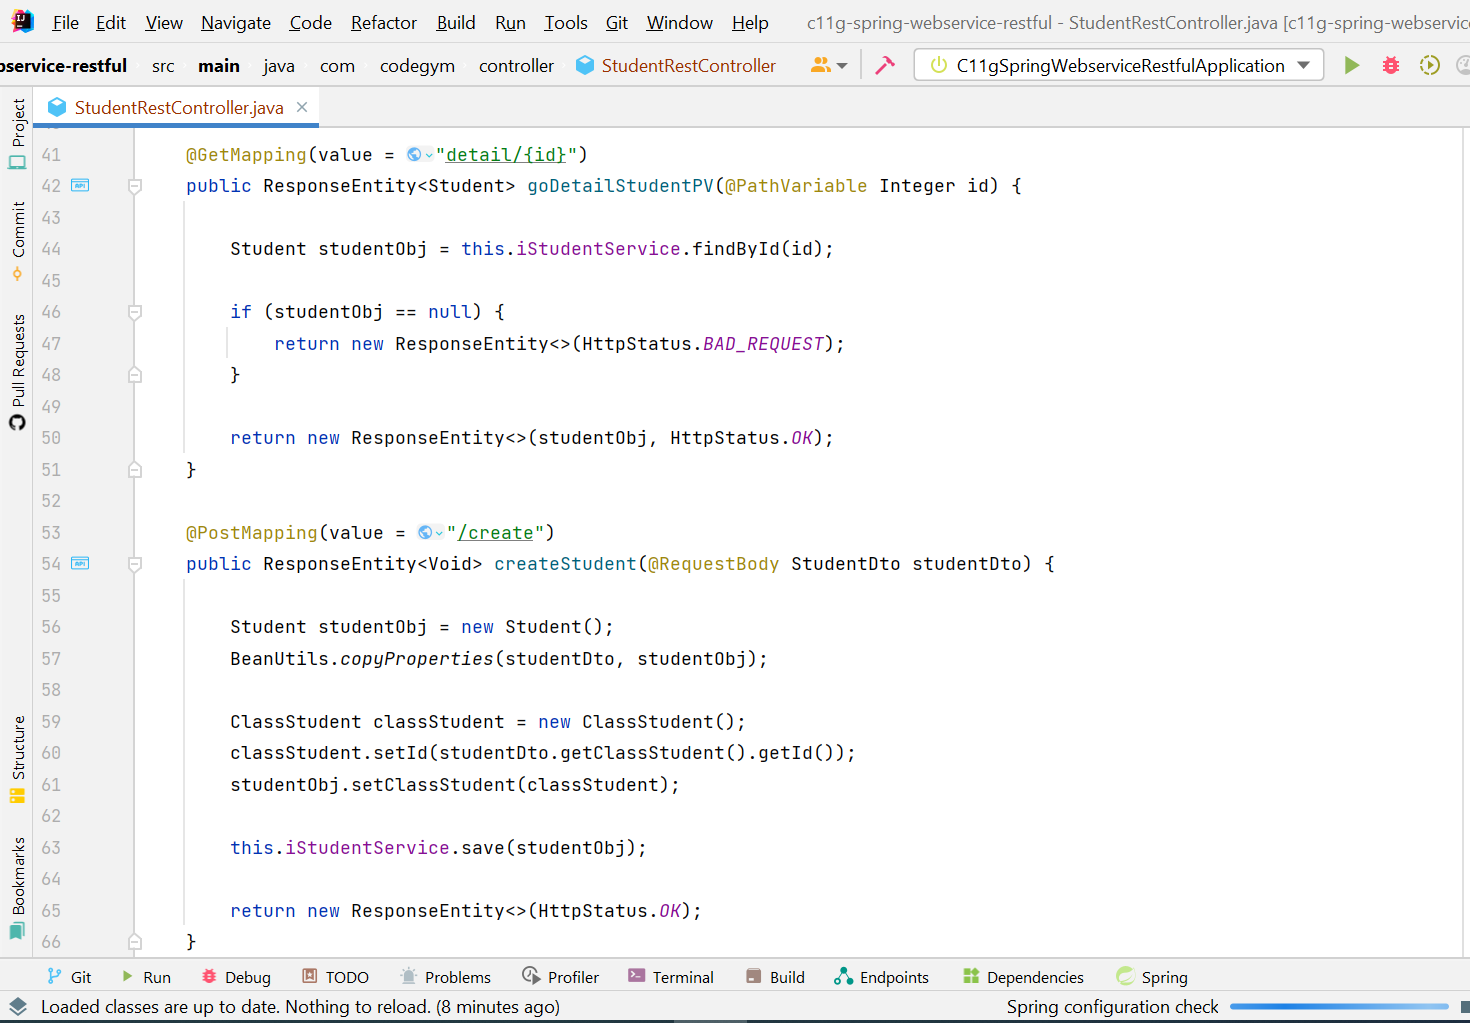 File Edit View Navigate Code Refactor Build Run Tools Git Window Help c11g-spring-webservice-restful - StudentRestController.java [c11g-spring-webservic
bservice-restful src main java com codegym controller StudentRestController C11gSpringWebserviceRestfulApplication
StudentRestController.java
Project
Commit
Pull Requests
Structure
Bookmarks
41 @GetMapping(value = "detail/{id}")
42 public ResponseEntity<Student> goDetailStudentPV(@PathVariable Integer id) {
43
44 Student studentObj = this.iStudentService.findById(id);
45
46 if (studentObj == null) {
47 return new ResponseEntity<>(HttpStatus.BAD_REQUEST);
48 }
49
50 return new ResponseEntity<>(studentObj, HttpStatus.OK);
51 }
52
53 @PostMapping(value = "/create")
54 public ResponseEntity<Void> createStudent(@RequestBody StudentDto studentDto) {
55
56 Student studentObj = new Student();
57 BeanUtils.copyProperties(studentDto, studentObj);
58
59 ClassStudent classStudent = new ClassStudent();
60 classStudent.setId(studentDto.getClassStudent().getId());
61 studentObj.setClassStudent(classStudent);
62
63 this.iStudentService.save(studentObj);
64
65 return new ResponseEntity<>(HttpStatus.OK);
66 }
Git Run Debug TODO Problems Profiler Terminal Build Endpoints Dependencies Spring
Loaded classes are up to date. Nothing to reload. (8 minutes ago) Spring configuration check